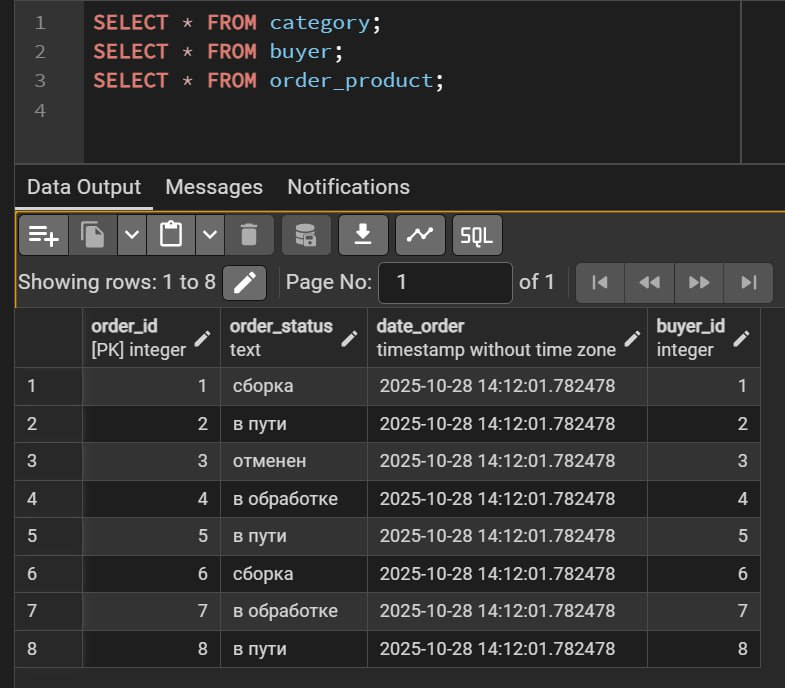 1 SELECT * FROM category;
2 SELECT * FROM buyer;
3 SELECT * FROM order_product;
4
Data Output Messages Notifications
SQL
Showing rows: 1 to 8 Page No: 1 of 1
order_id order_status date_order buyer_id
[PK] integer text timestamp without time zone integer
1 1 сборка 2025-10-28 14:12:01.782478 1
2 2 в пути 2025-10-28 14:12:01.782478 2
3 3 отменен 2025-10-28 14:12:01.782478 3
4 4 в обработке 2025-10-28 14:12:01.782478 4
5 5 в пути 2025-10-28 14:12:01.782478 5
6 6 сборка 2025-10-28 14:12:01.782478 6
7 7 в обработке 2025-10-28 14:12:01.782478 7
8 8 в пути 2025-10-28 14:12:01.782478 8